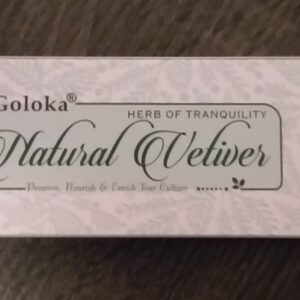 Goloka®
HERB OF TRANQUILITY
Natural Vetiver
Preserve, Nourish & Enrich Your Culture